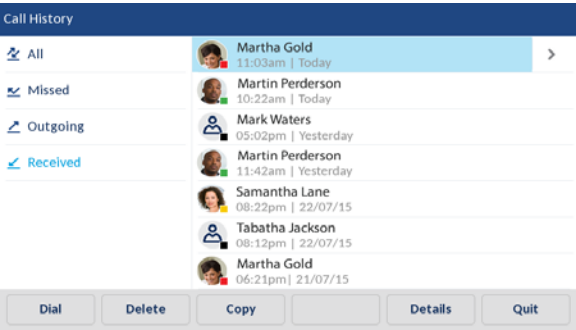 Call History
All
Missed
Outgoing
Received
Martha Gold
11:03am | Today
Martin Perderson
10:22am | Today
Mark Waters
05:02pm | Yesterday
Martin Perderson
11:42am | Yesterday
Samantha Lane
08:22pm | 22/07/15
Tabatha Jackson
08:12pm | 22/07/15
Martha Gold
06:21pm| 21/07/15
Dial Delete Copy Details Quit